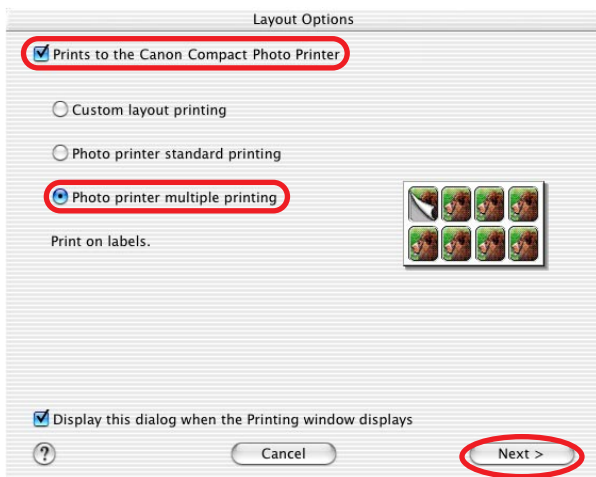 Layout Options
Prints to the Canon Compact Photo Printer
Custom layout printing
Photo printer standard printing
Photo printer multiple printing
Print on labels.
Display this dialog when the Printing window displays
? Cancel Next >